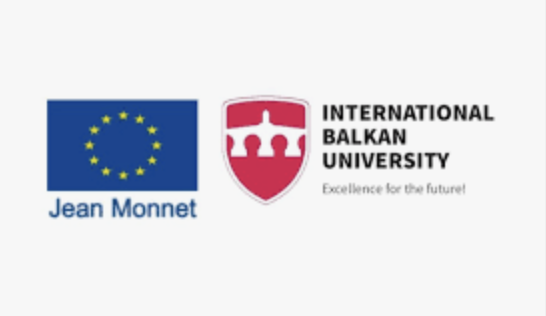 Jean Monnet
INTERNATIONAL
BALKAN
UNIVERSITY
Excellence for the future!